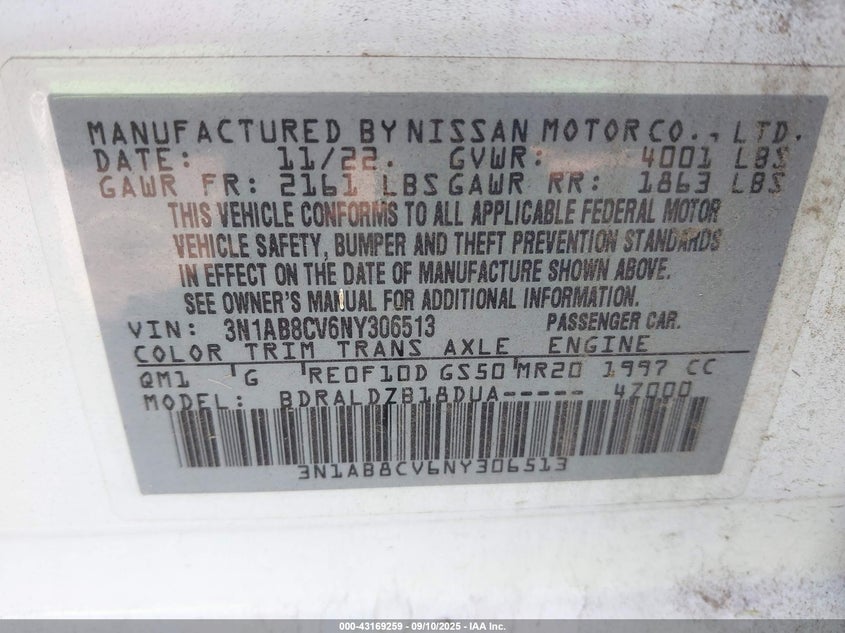 MANUFACTURED BY NISSAN MOTOR CO., LTD.
DATE: 11/22. GVWR: 4001 LBS
GAWR FR: 2161 LBS GAWR RR: 1863 LBS
THIS VEHICLE CONFORMS TO ALL APPLICABLE FEDERAL MOTOR
VEHICLE SAFETY, BUMPER AND THEFT PREVENTION STANDARDS
IN EFFECT ON THE DATE OF MANUFACTURE SHOWN ABOVE.
SEE OWNER'S MANUAL FOR ADDITIONAL INFORMATION.
VIN: 3N1AB8CV6NY306513 PASSENGER CAR.
COLOR TRIM TRANS AXLE ENGINE
QM1 G RE0F10D GS50 MR20 1997 CC
MODEL: BDRALDZB18DUA----- 4Z000
3N1AB8CV6NY306513
000-43169259 - 09/10/2025 - IAA Inc.